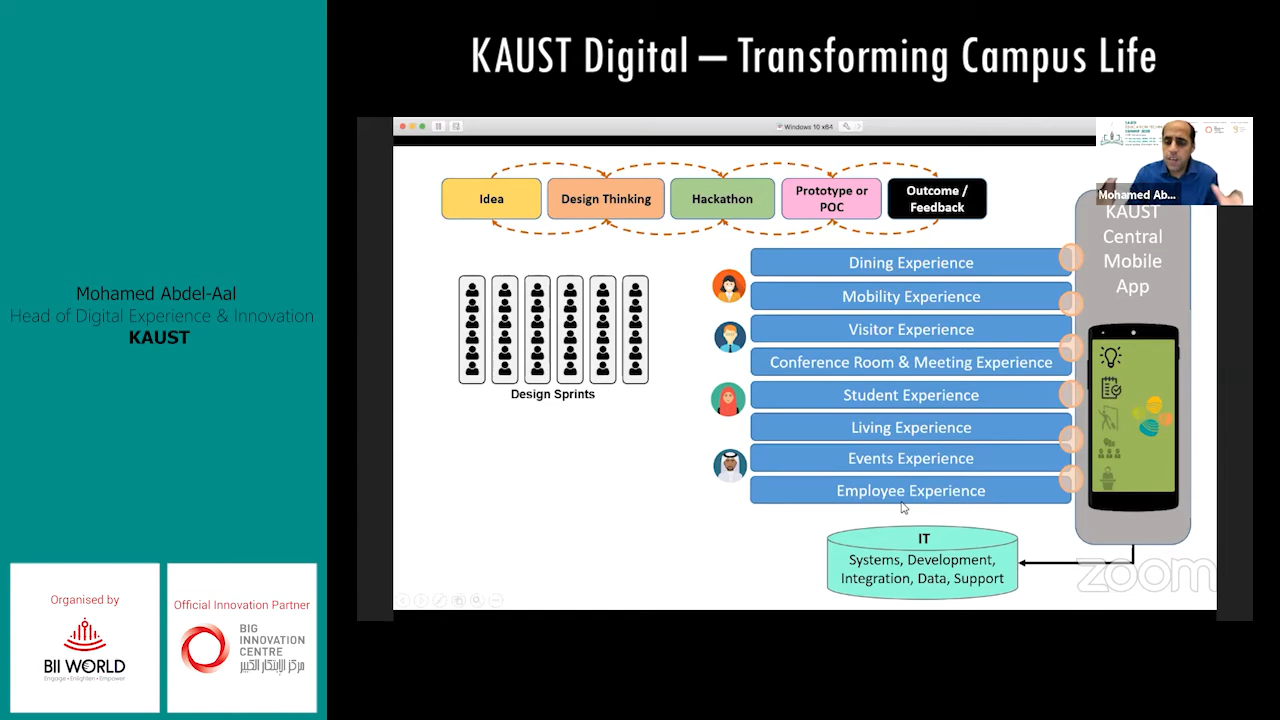 KAUST Digital – Transforming Campus Life
Windows 10 x64
Mohamed Ab...
Idea
Design Thinking
Hackathon
Prototype or
POC
Outcome /
Feedback
KAUST
Central
Mobile
App
Dining Experience
Mobility Experience
Visitor Experience
Conference Room & Meeting Experience
Student Experience
Living Experience
Events Experience
Employee Experience
Design Sprints
IT
Systems, Development,
Integration, Data, Support
zoom
Mohamed Abdel-Aal
Head of Digital Experience & Innovation
KAUST
Organised by
BII WORLD
Engage • Enlighten • Empower
Official Innovation Partner
BIG
INNOVATION
CENTRE
مركز الإبتكار الكبير